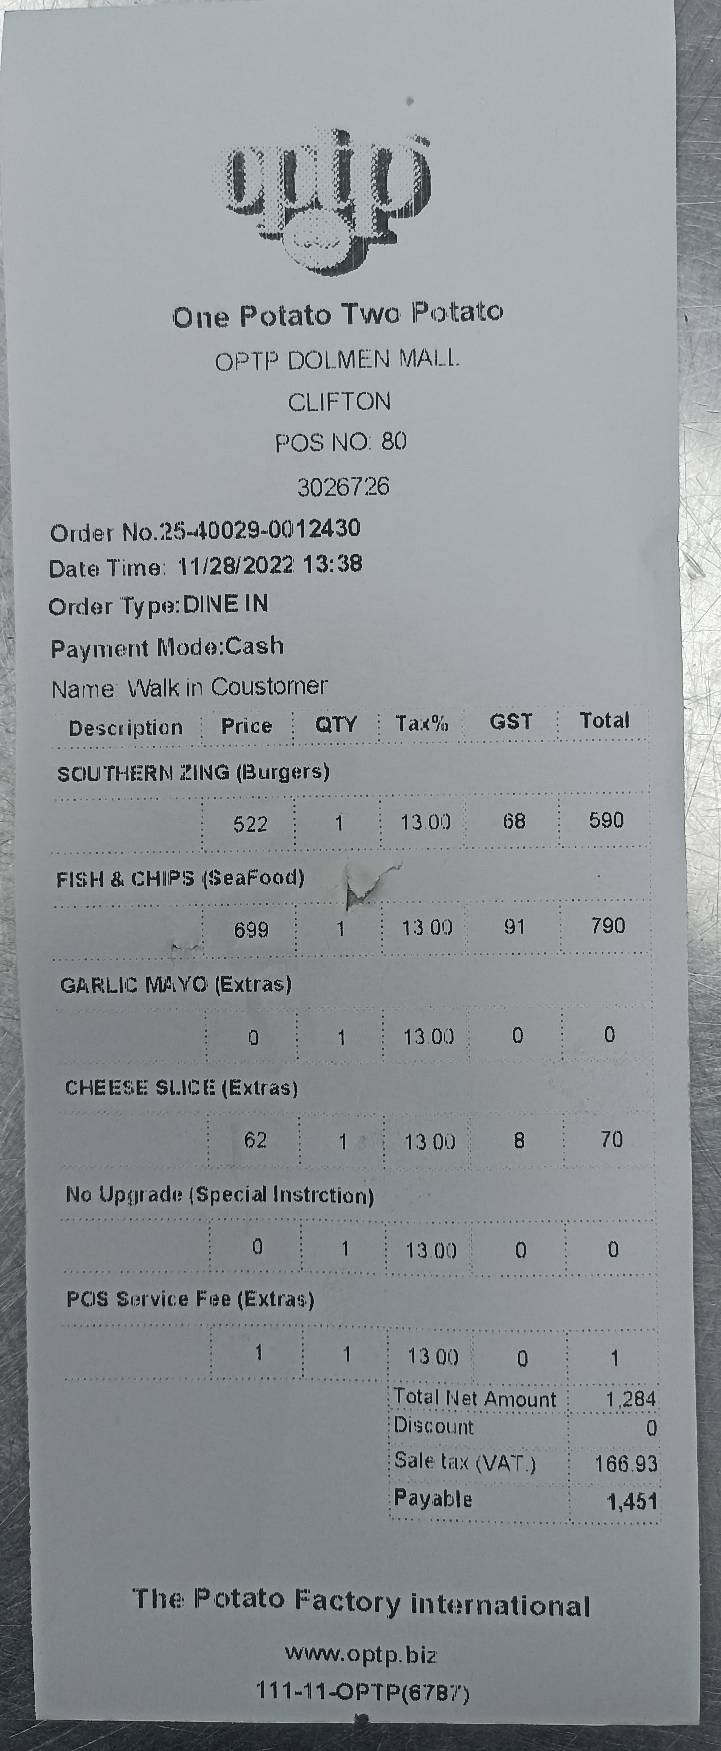 optp
One Potato Two Potato
OPTP DOLMEN MALL
CLIFTON
POS NO: 80
3026726
Order No.25-40029-0012430
Date Time: 11/28/2022 13:38
Order Type:DINE IN
Payment Mode:Cash
Name: Walk in Coustomer
Description Price QTY Tax% GST Total
SOUTHERN ZING (Burgers)
522 1 13.00 68 590
FISH & CHIPS (SeaFood)
699 1 13.00 91 790
GARLIC MAYO (Extras)
0 1 13.00 0 0
CHEESE SLICE (Extras)
62 1 13.00 8 70
No Upgrade (Special Instrction)
0 1 13.00 0 0
POS Service Fee (Extras)
1 1 13.00 0 1
Total Net Amount 1,284
Discount 0
Sale tax (VAT.) 166.93
Payable 1,451
The Potato Factory international
www.optp.biz
111-11-OPTP(6787)